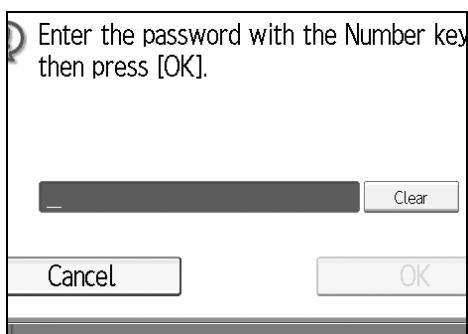 Enter the password with the Number key
then press [OK].
_
Clear
Cancel
OK